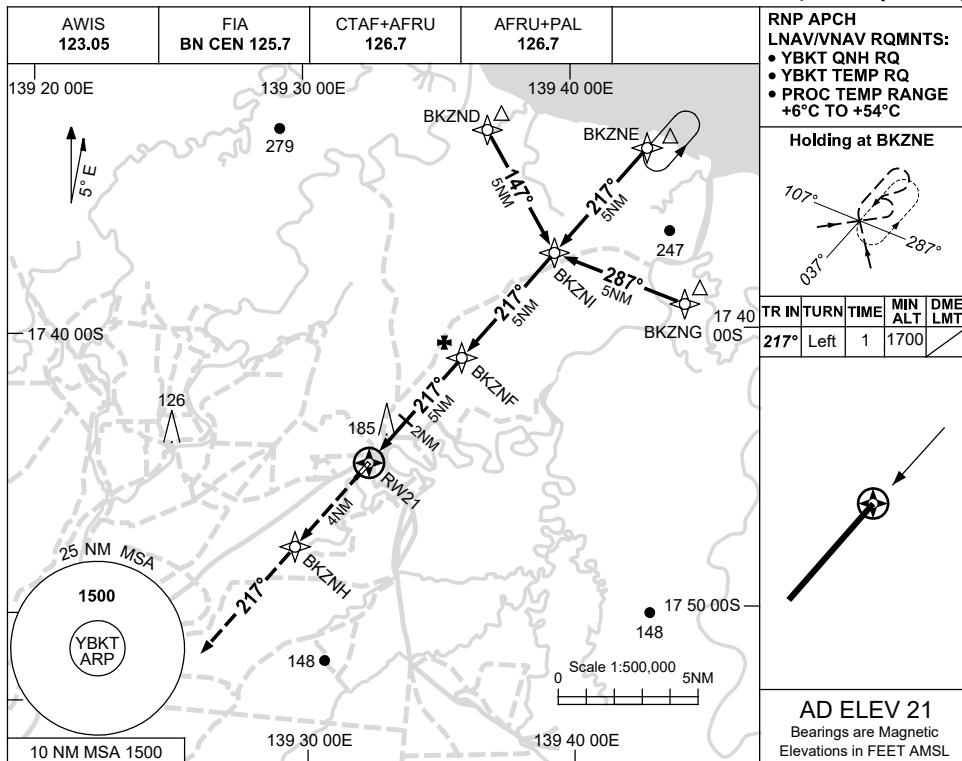 AWIS
123.05
FIA
BN CEN 125.7
CTAF+AFRU
126.7
AFRU+PAL
126.7
RNP APCH
LNAV/VNAV RQMNTS:
• YBKT QNH RQ
• YBKT TEMP RQ
• PROC TEMP RANGE
+6°C TO +54°C
139 20 00E
139 30 00E
139 40 00E
5° E
279
BKZND
BKZNE
147°
5NM
217°
5NM
247
BKZNI
287°
5NM
BKZNG
217°
5NM
17 40 00S
17 40
00S
BKZNF
217°
5NM
2NM
126
185
RW21
4NM
BKZNH
217°
25 NM MSA
1500
YBKT
ARP
10 NM MSA 1500
148
148
17 50 00S
Scale 1:500,000
0
5NM
139 30 00E
139 40 00E
Holding at BKZNE
107°
287°
037°
TR IN
TURN
TIME
MIN
ALT
DME
LMT
217°
Left
1
1700
AD ELEV 21
Bearings are Magnetic
Elevations in FEET AMSL